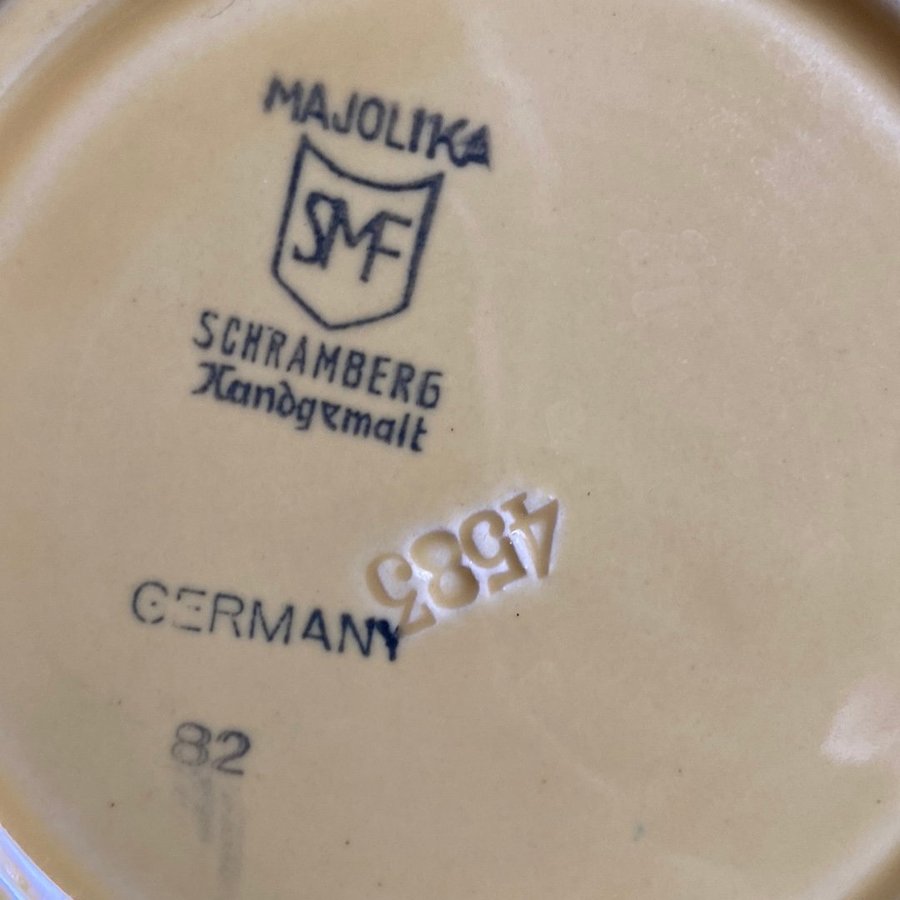 MAJOLIKA
SMF
SCHRAMBERG
Handgemalt
4583
GERMANY
82